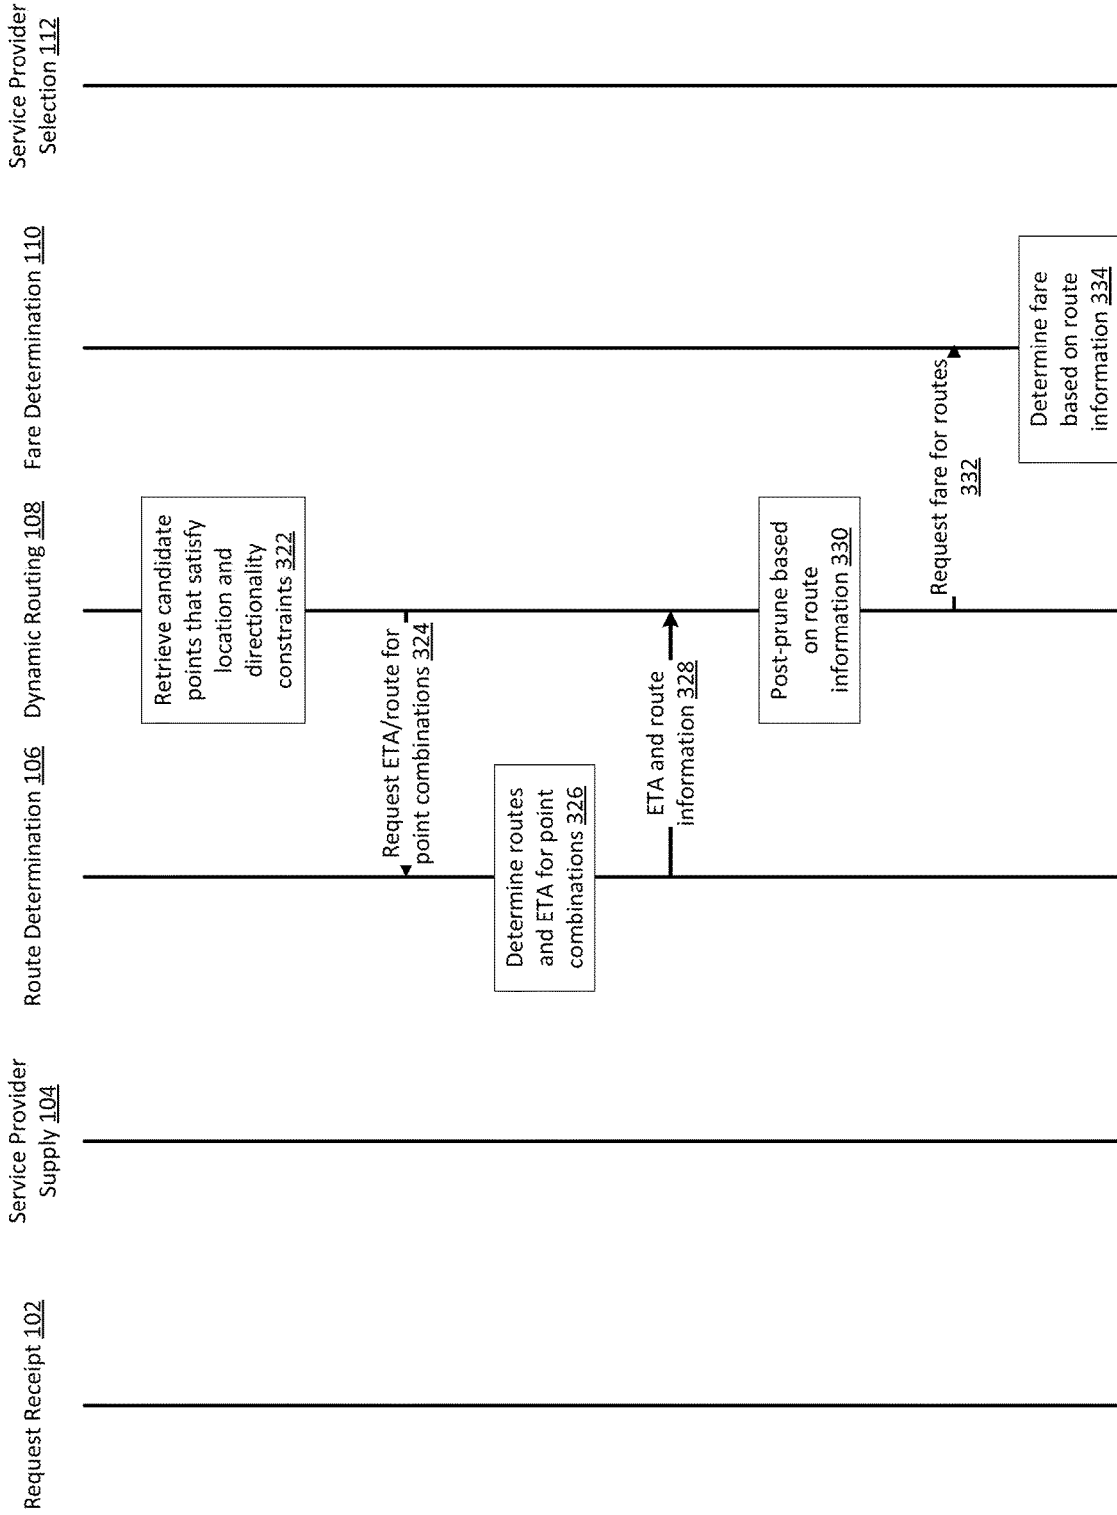 Request Receipt 102
Service Provider
Supply 104
Route Determination 106
Dynamic Routing 108
Fare Determination 110
Service Provider
Selection 112
Retrieve candidate
points that satisfy
location and
directionality
constraints 322
Request ETA/route for
point combinations 324
Determine routes
and ETA for point
combinations 326
ETA and route
information 328
Post-prune based
on route
information 330
Request fare for routes
332
Determine fare
based on route
information 334